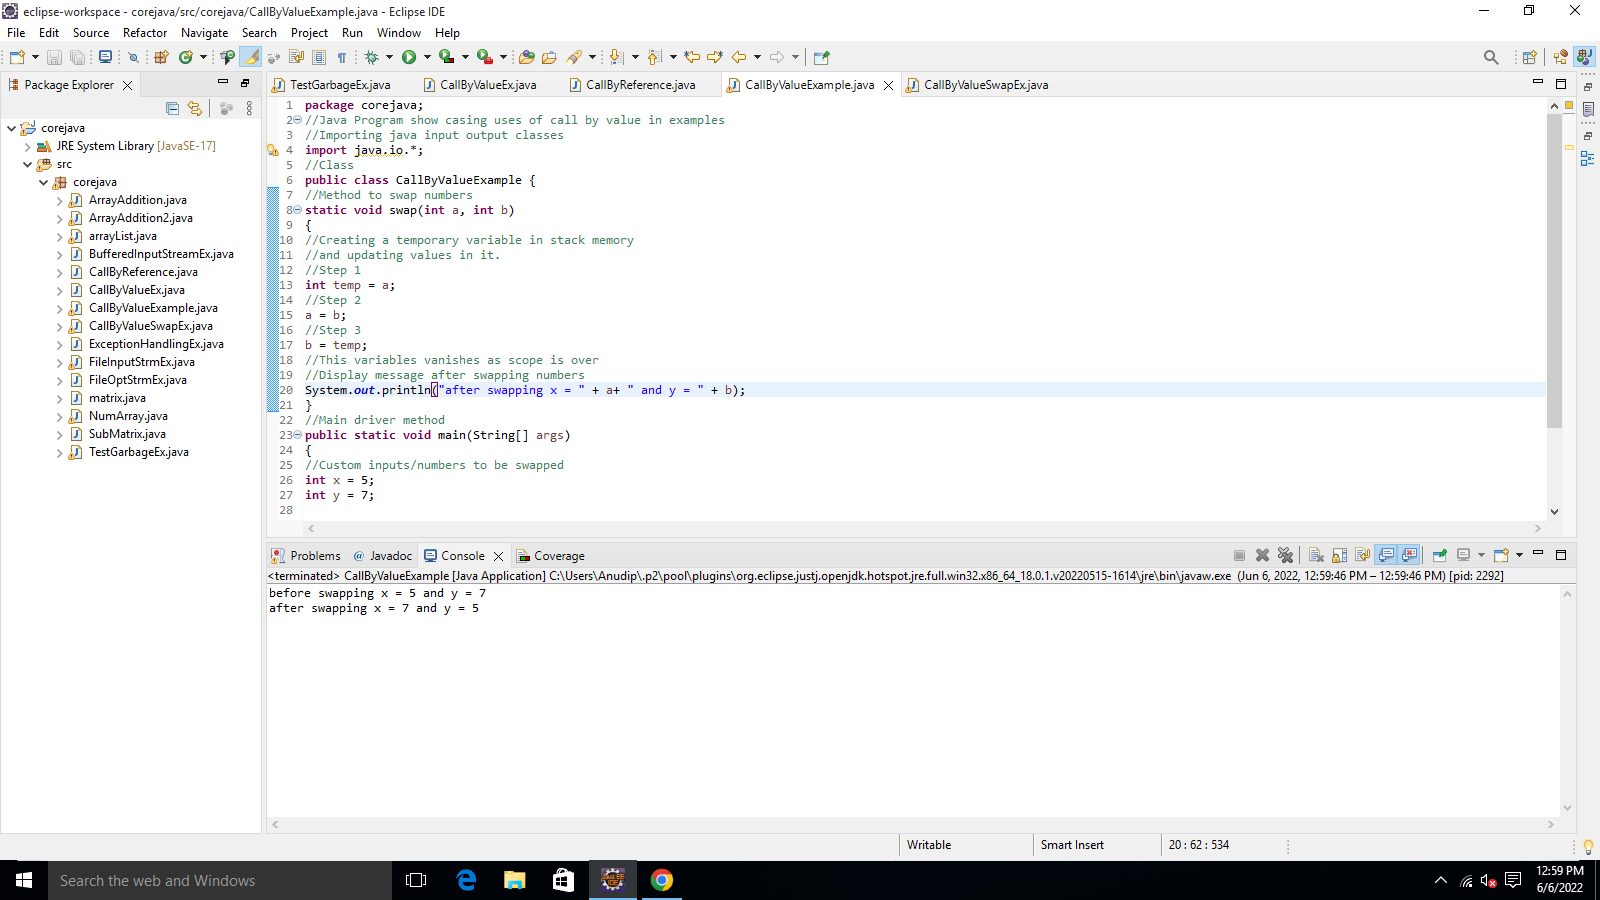 eclipse-workspace - corejava/src/corejava/CallByValueExample.java - Eclipse IDE
File Edit Source Refactor Navigate Search Project Run Window Help
Package Explorer
corejava
JRE System Library [JavaSE-17]
src
corejava
ArrayAddition.java
ArrayAddition2.java
arrayList.java
BufferedInputStreamEx.java
CallByReference.java
CallByValueEx.java
CallByValueExample.java
CallByValueSwapEx.java
ExceptionHandlingEx.java
FileInputStrmEx.java
FileOptStrmEx.java
matrix.java
NumArray.java
SubMatrix.java
TestGarbageEx.java
TestGarbageEx.java CallByValueEx.java CallByReference.java CallByValueExample.java CallByValueSwapEx.java
1 package corejava;
2 //Java Program show casing uses of call by value in examples
3 //Importing java input output classes
4 import java.io.*;
5 //Class
6 public class CallByValueExample {
7 //Method to swap numbers
8 static void swap(int a, int b)
9 {
10 //Creating a temporary variable in stack memory
11 //and updating values in it.
12 //Step 1
13 int temp = a;
14 //Step 2
15 a = b;
16 //Step 3
17 b = temp;
18 //This variables vanishes as scope is over
19 //Display message after swapping numbers
20 System.out.println("after swapping x = " + a+ " and y = " + b);
21 }
22 //Main driver method
23 public static void main(String[] args)
24 {
25 //Custom inputs/numbers to be swapped
26 int x = 5;
27 int y = 7;
28
Problems @ Javadoc Console Coverage
<terminated> CallByValueExample [Java Application] C:\Users\Anudip\.p2\pool\plugins\org.eclipse.justj.openjdk.hotspot.jre.full.win32.x86_64_18.0.1.v20220515-1614\jre\bin\javaw.exe (Jun 6, 2022, 12:59:46 PM – 12:59:46 PM) [pid: 2292]
before swapping x = 5 and y = 7
after swapping x = 7 and y = 5
Writable Smart Insert 20 : 62 : 534
Search the web and Windows
Java EE
IDE
12:59 PM
6/6/2022